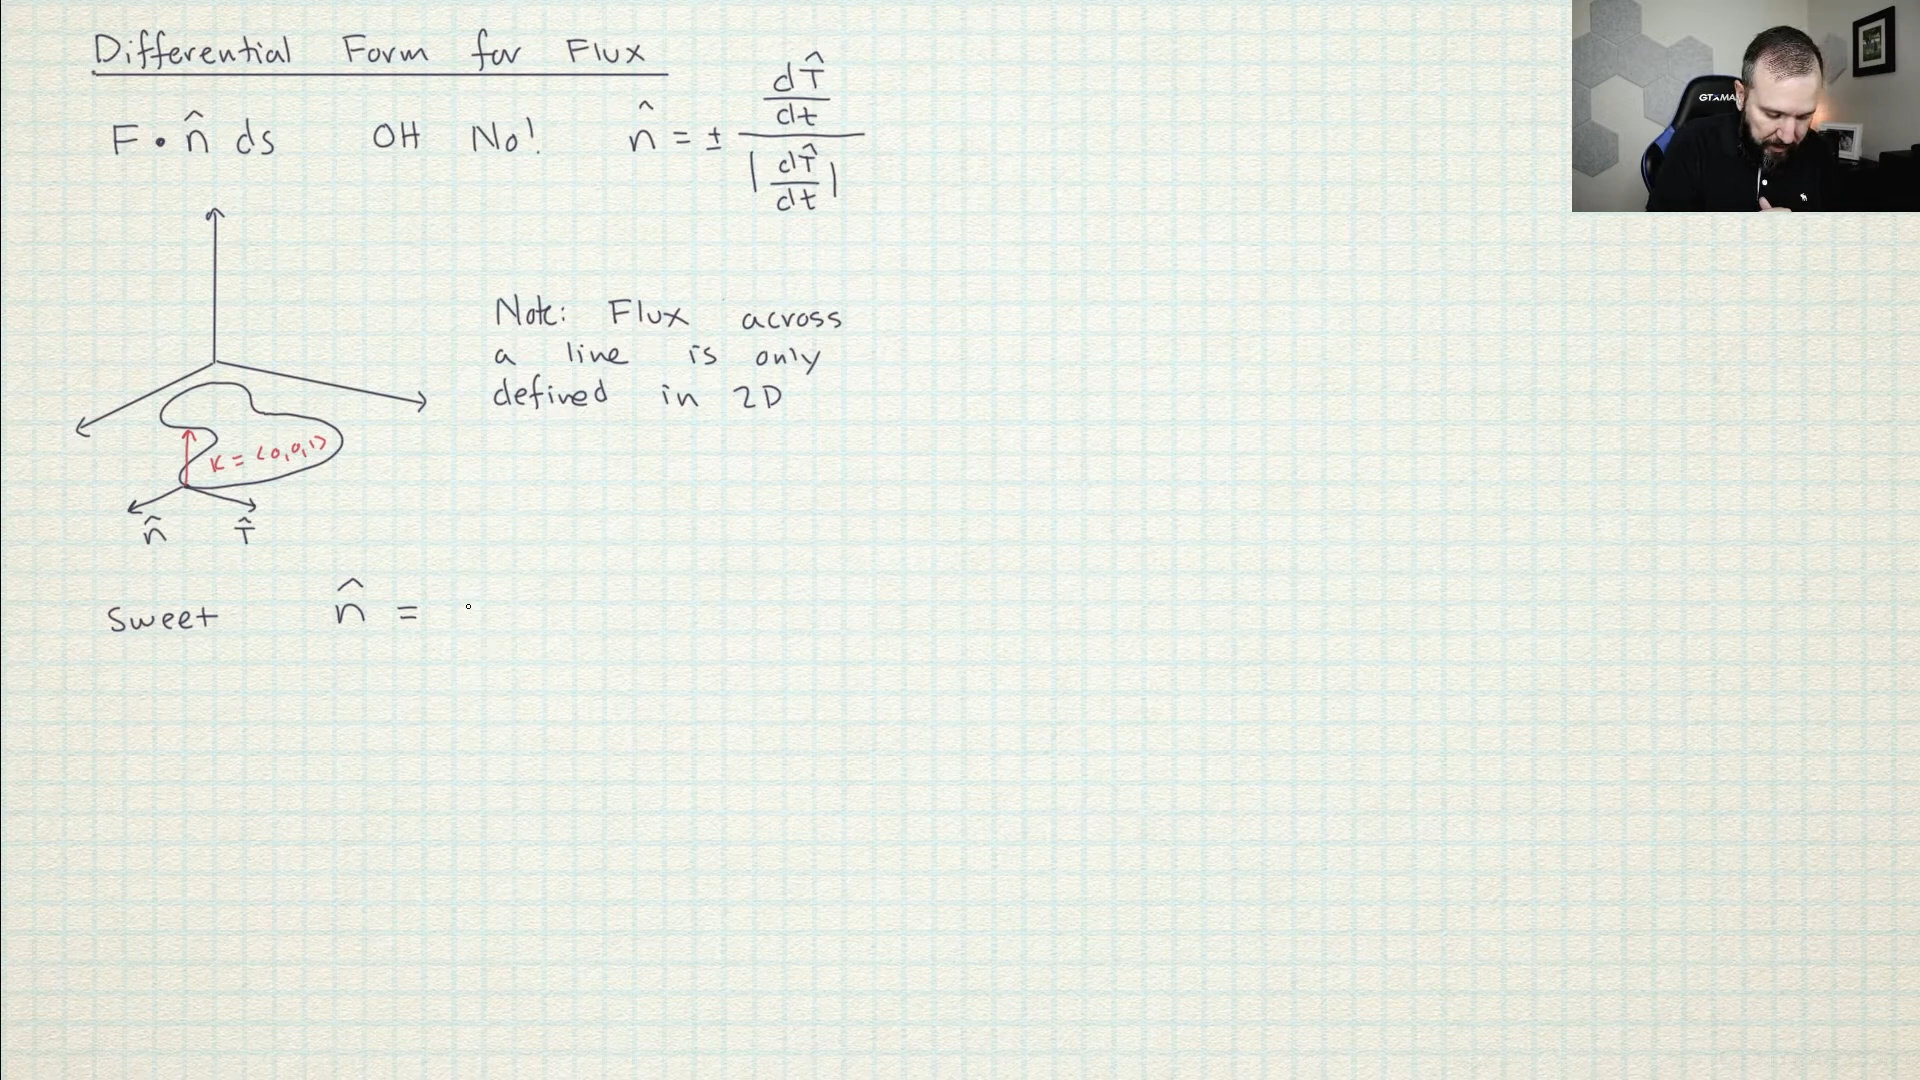 Differential Form for Flux
F • n̂ ds OH No! n̂ = ± (dT̂/dt) / |dT̂/dt|
Note: Flux across
a line is only
defined in 2D
K = ⟨0,0,1⟩
n̂ T̂
Sweet n̂ =
GTXMA